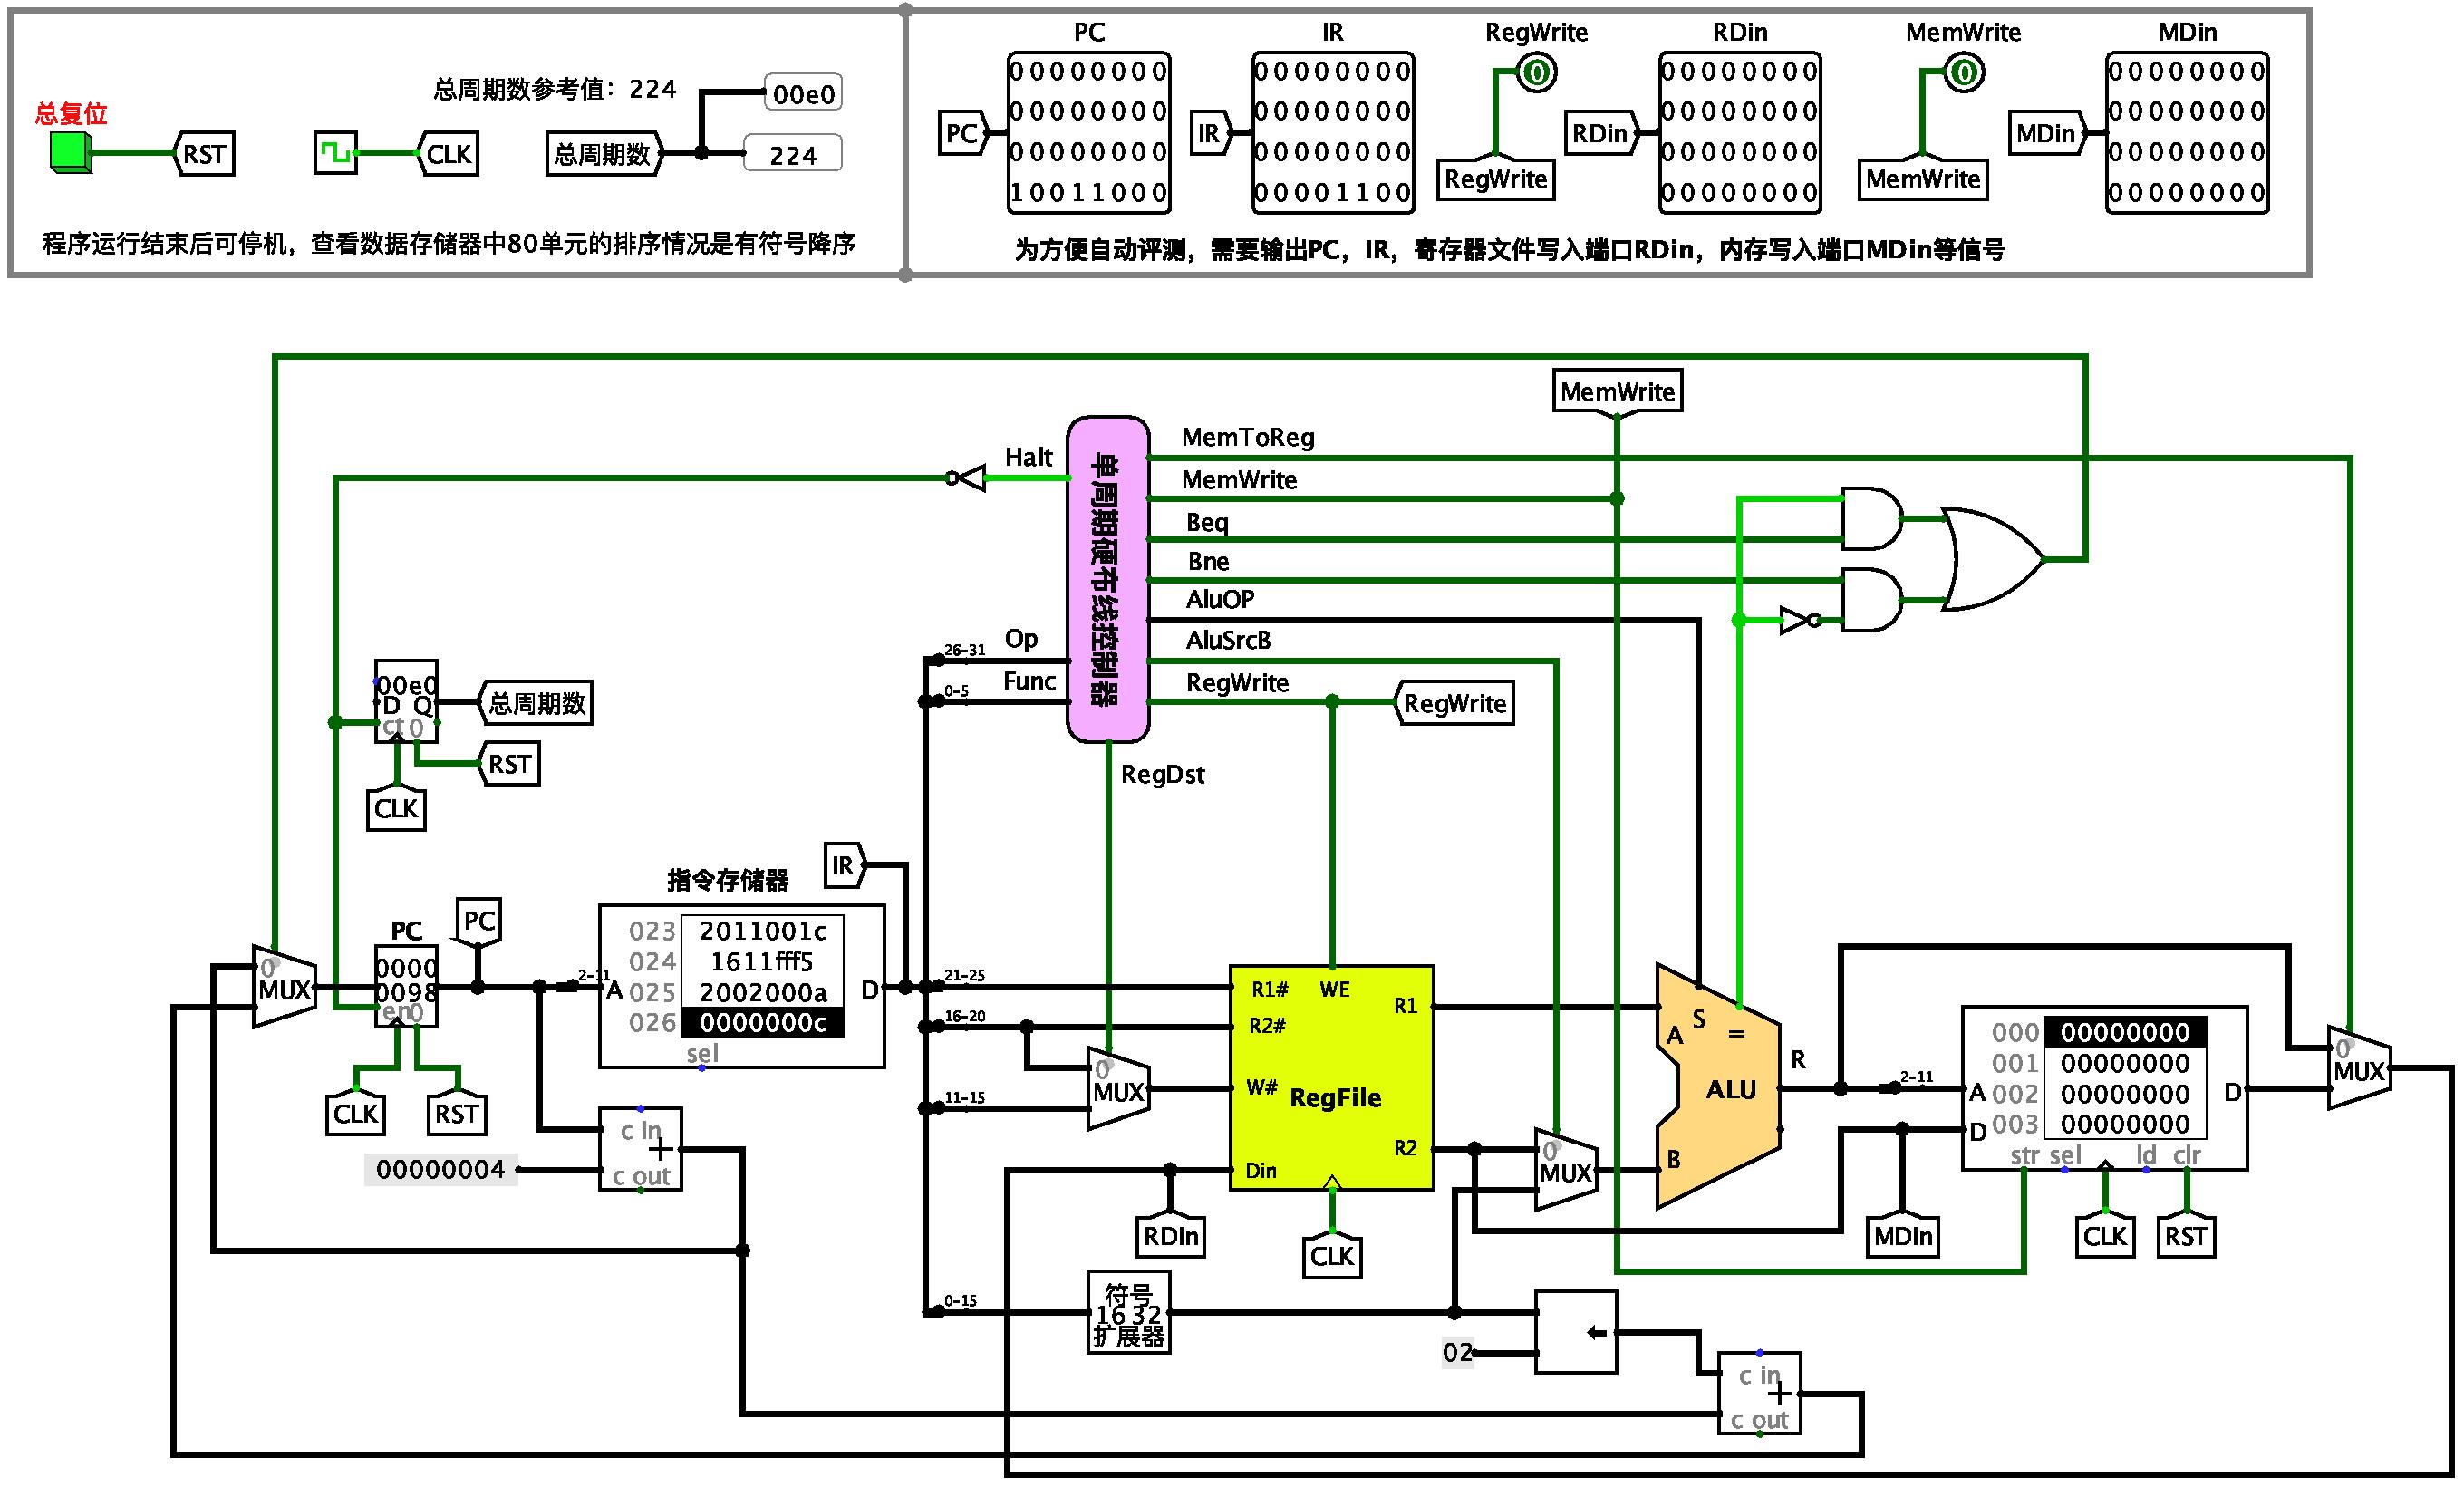 总复位
RST
CLK
总周期数参考值：224
00e0
总周期数
224
程序运行结束后可停机，查看数据存储器中80单元的排序情况是有符号降序
PC
IR
RegWrite
RDin
MemWrite
MDin
PC
00000000
00000000
00000000
10011000
IR
00000000
00000000
00000000
00001100
0
RegWrite
RDin
00000000
00000000
00000000
00000000
0
MemWrite
MDin
00000000
00000000
00000000
00000000
为方便自动评测，需要输出PC，IR，寄存器文件写入端口RDin，内存写入端口MDin等信号
MemWrite
Halt
单周期硬布线控制器
MemToReg
MemWrite
Beq
Bne
AluOP
AluSrcB
RegWrite
RegWrite
Op
26-31
Func
0-5
RegDst
00e0
D Q
ct 0
总周期数
RST
CLK
IR
指令存储器
PC
PC
0
MUX
0000
0098
en 0
CLK
RST
2-11
A
023 2011001c
024 1611fff5
025 2002000a
026 0000000c
D
sel
c in
+
c out
00000004
21-25
16-20
11-15
0
MUX
R1# WE R1
R2#
W#
RegFile
R2
Din
RDin
CLK
0
MUX
S
A =
ALU
B
R
2-11
A
D
000 00000000
001 00000000
002 00000000
003 00000000
D
str sel ld clr
MDin
CLK
RST
0
MUX
0-15
符号
16 32
扩展器
02
c in
+
c out